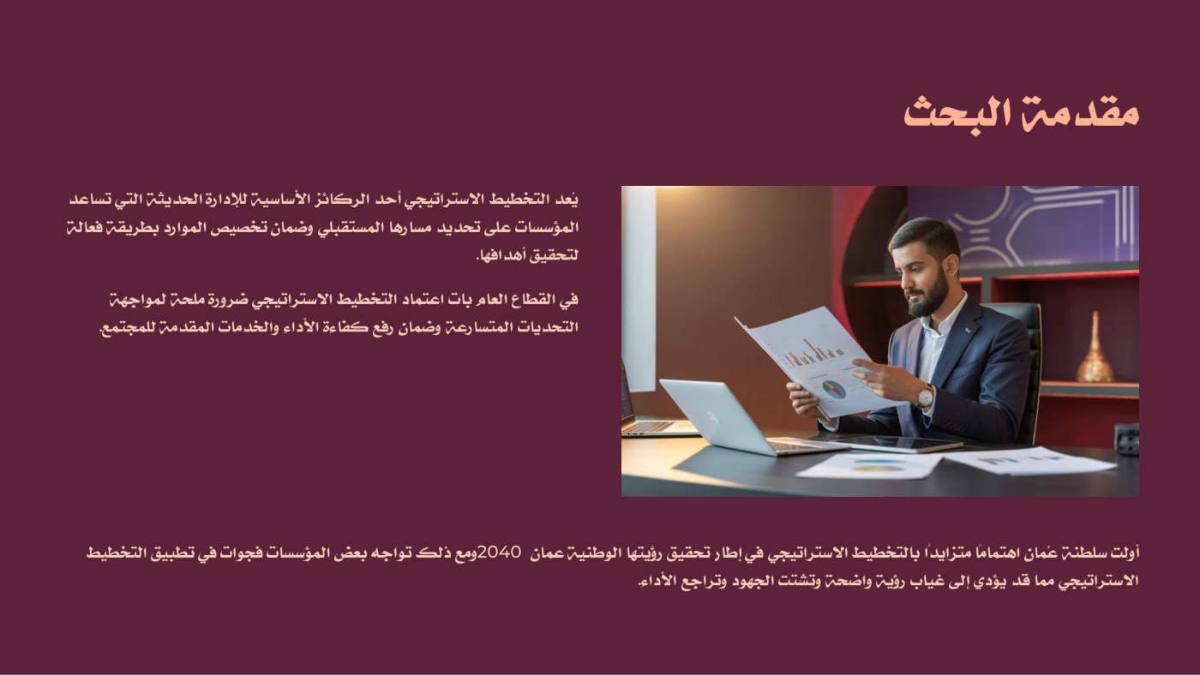 مقدمة البحث
يُعد التخطيط الاستراتيجي أحد الركائز الأساسية للإدارة الحديثة التي تساعد
المؤسسات على تحديد مسارها المستقبلي وضمان تخصيص الموارد بطريقة فعالة
لتحقيق أهدافها.
في القطاع العام بات اعتماد التخطيط الاستراتيجي ضرورة ملحة لمواجهة
التحديات المتسارعة وضمان رفع كفاءة الأداء والخدمات المقدمة للمجتمع.
أولت سلطنة عُمان اهتمامًا متزايدًا بالتخطيط الاستراتيجي في إطار تحقيق رؤيتها الوطنية عمان 2040ومع ذلك تواجه بعض المؤسسات فجوات في تطبيق التخطيط
الاستراتيجي مما قد يؤدي إلى غياب رؤية واضحة وتشتت الجهود وتراجع الأداء.